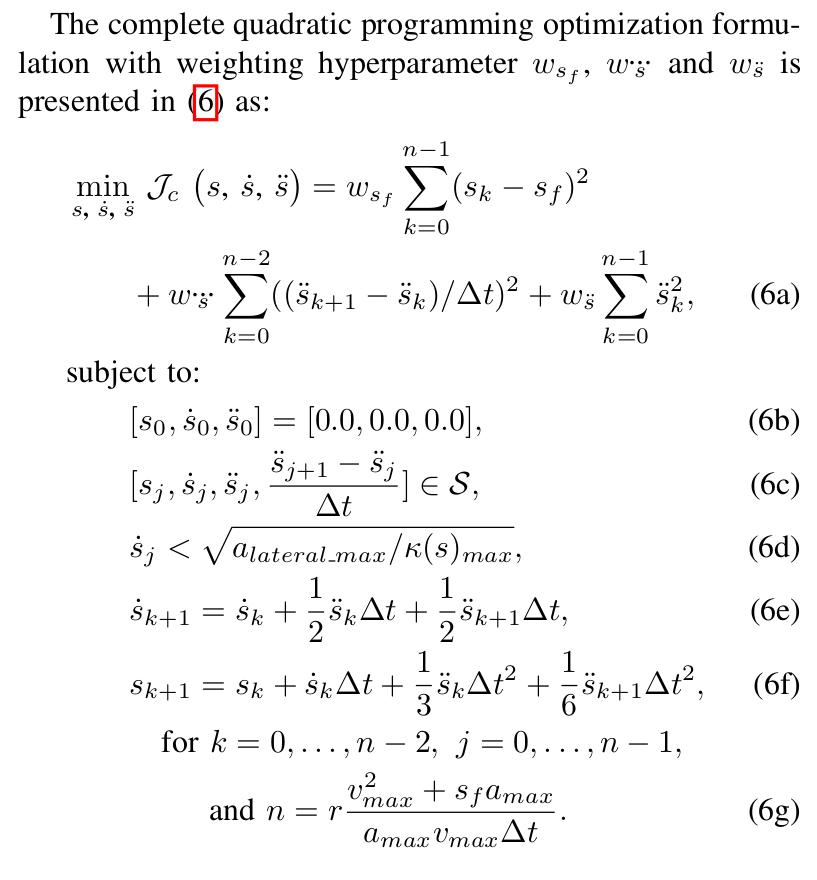 The complete quadratic programming optimization formu-
lation with weighting hyperparameter $w_{s_f}$, $w_{\dddot{s}}$ and $w_{\ddot{s}}$ is
presented in (6) as:
$\min_{s,\, \dot{s},\, \ddot{s}} \mathcal{J}_c \left(s,\, \dot{s},\, \ddot{s}\right) = w_{s_f} \sum_{k=0}^{n-1} (s_k - s_f)^2$
$+ w_{\dddot{s}} \sum_{k=0}^{n-2} ((\ddot{s}_{k+1} - \ddot{s}_k)/\Delta t)^2 + w_{\ddot{s}} \sum_{k=0}^{n-1} \ddot{s}_k^2,$ (6a)
subject to:
$[s_0, \dot{s}_0, \ddot{s}_0] = [0.0, 0.0, 0.0],$ (6b)
$[s_j, \dot{s}_j, \ddot{s}_j, \frac{\ddot{s}_{j+1} - \ddot{s}_j}{\Delta t}] \in \mathcal{S},$ (6c)
$\dot{s}_j < \sqrt{a_{lateral\_max}/\kappa(s)_{max}},$ (6d)
$\dot{s}_{k+1} = \dot{s}_k + \frac{1}{2}\ddot{s}_k \Delta t + \frac{1}{2}\ddot{s}_{k+1} \Delta t,$ (6e)
$s_{k+1} = s_k + \dot{s}_k \Delta t + \frac{1}{3}\ddot{s}_k \Delta t^2 + \frac{1}{6}\ddot{s}_{k+1} \Delta t^2,$ (6f)
for $k = 0, \ldots, n-2,\ j = 0, \ldots, n-1,$
and $n = r\frac{v_{max}^2 + s_f a_{max}}{a_{max} v_{max} \Delta t}.$ (6g)